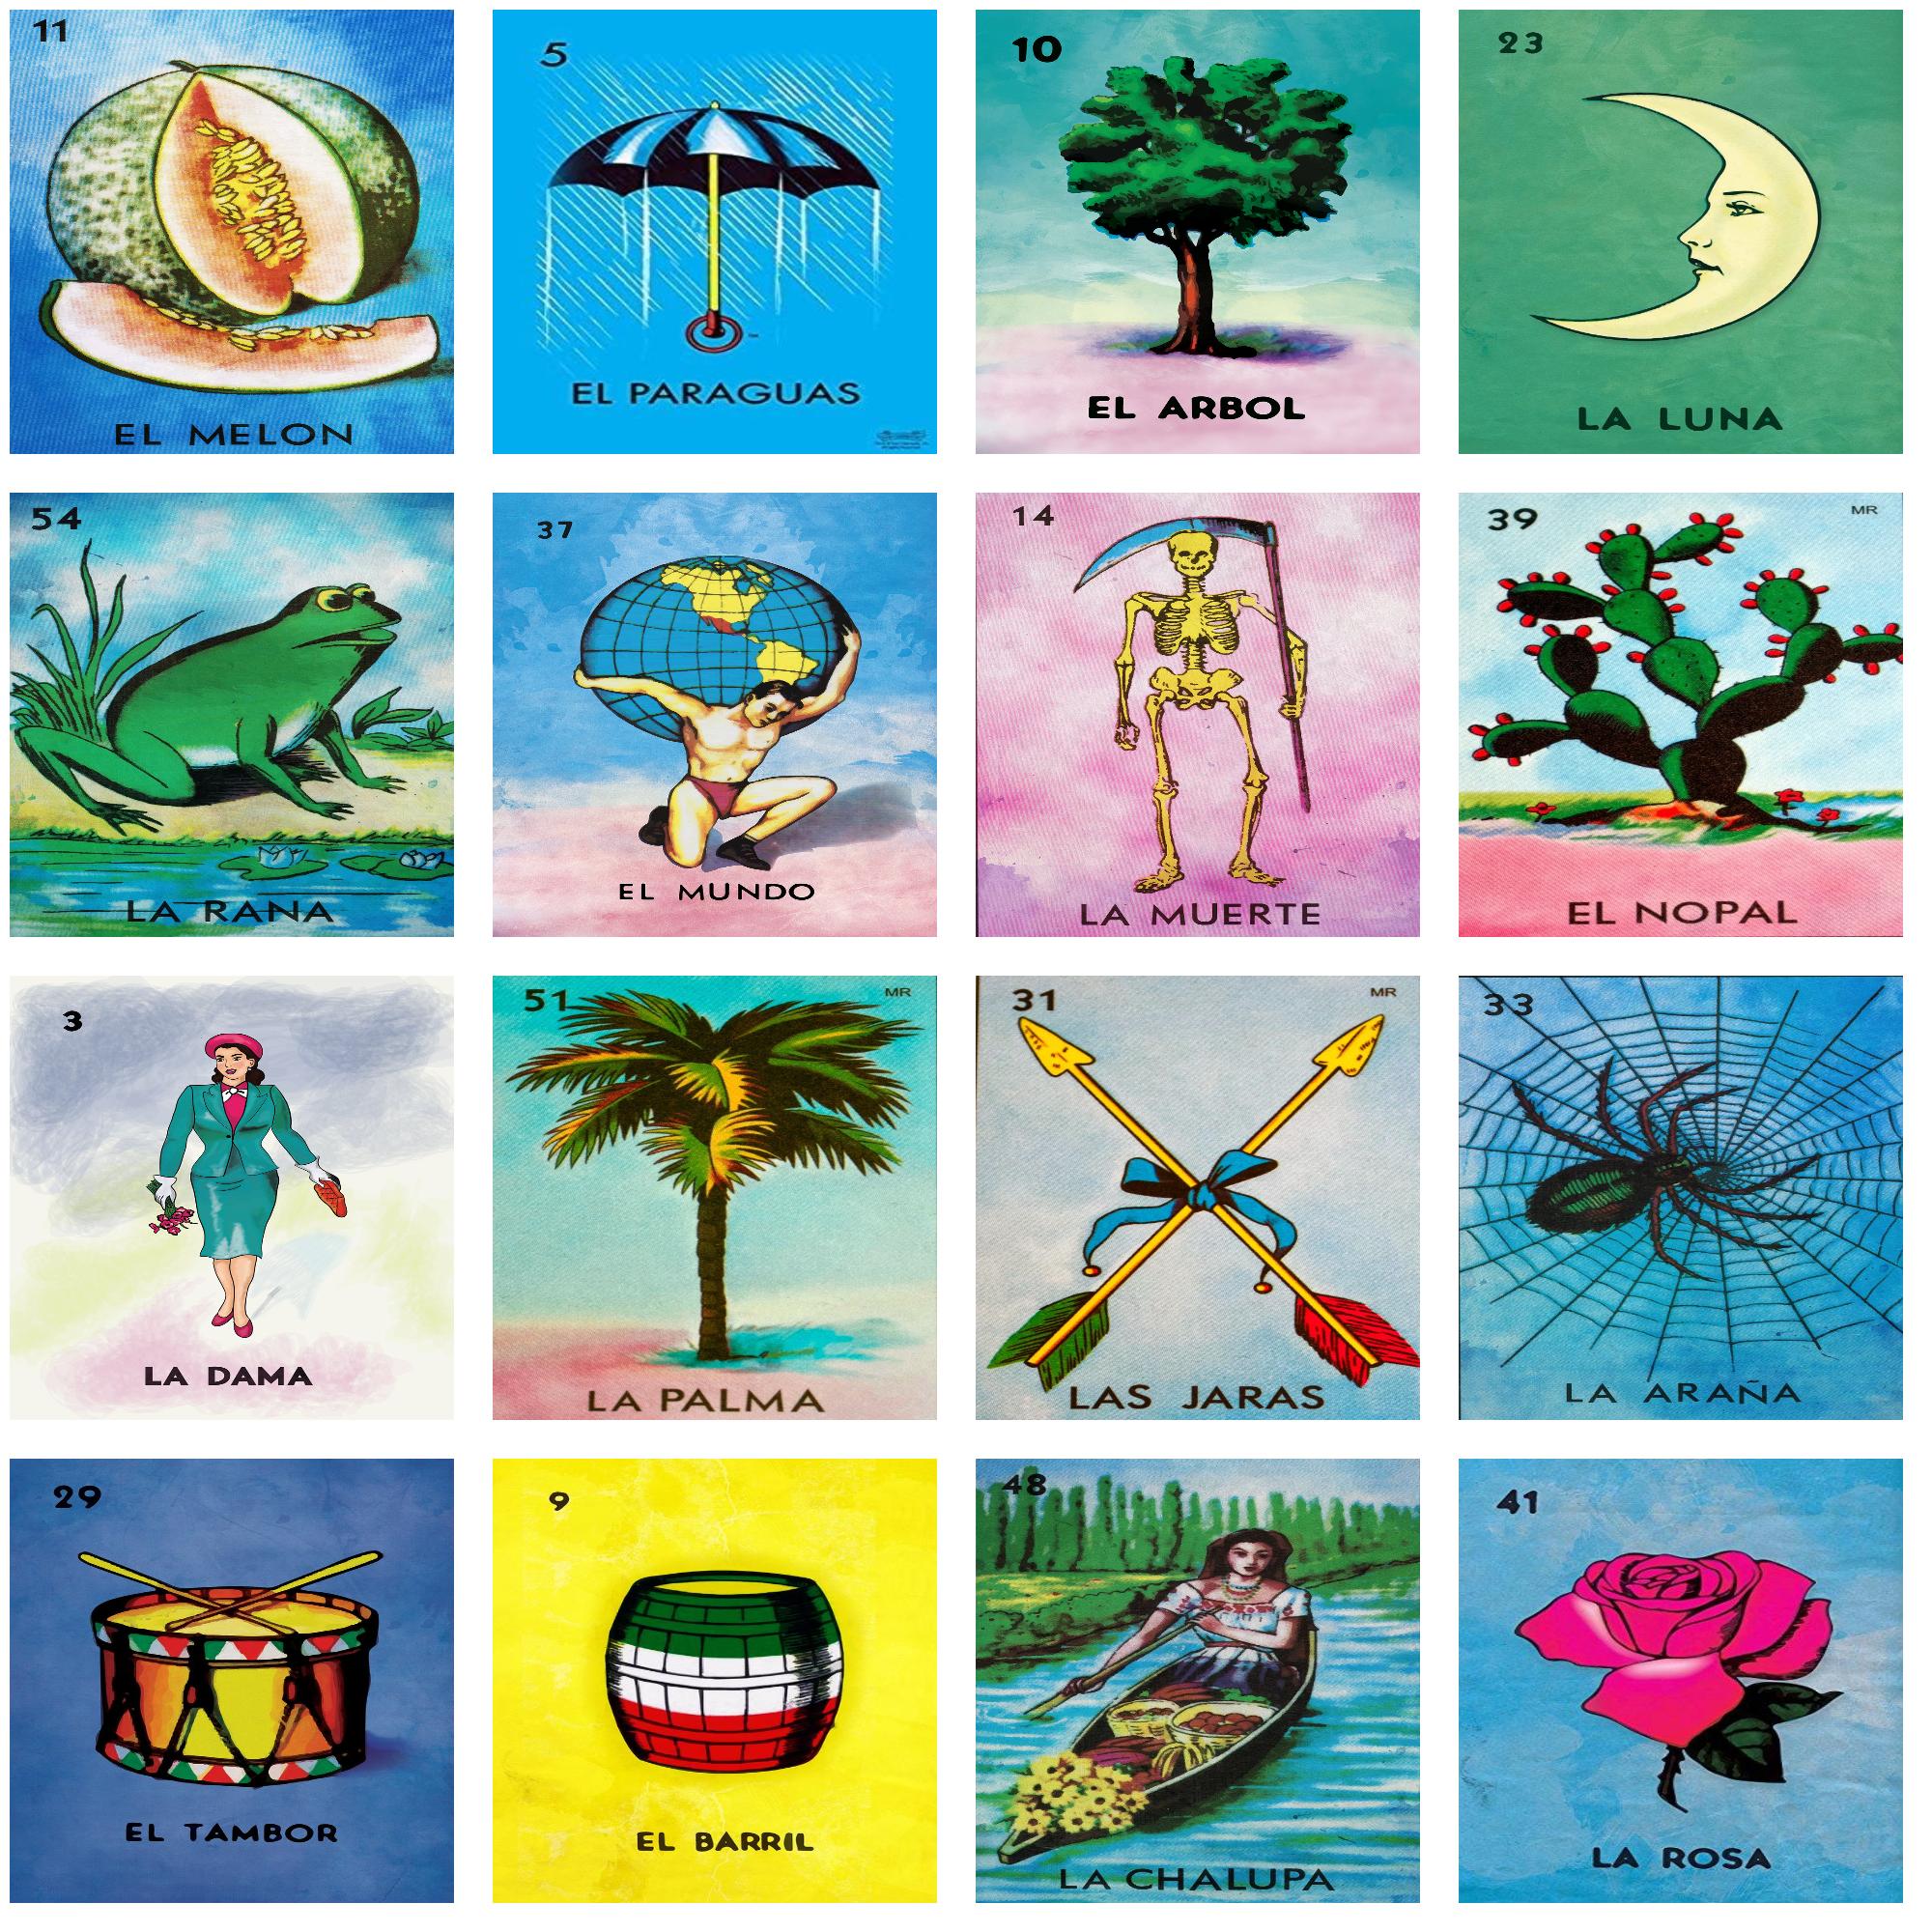 11
EL MELON
5
EL PARAGUAS
10
EL ARBOL
23
LA LUNA
54
LA RANA
37
EL MUNDO
14
LA MUERTE
39
MR
EL NOPAL
3
LA DAMA
51
MR
LA PALMA
31
MR
LAS JARAS
33
LA ARAÑA
29
EL TAMBOR
9
EL BARRIL
48
LA CHALUPA
41
LA ROSA